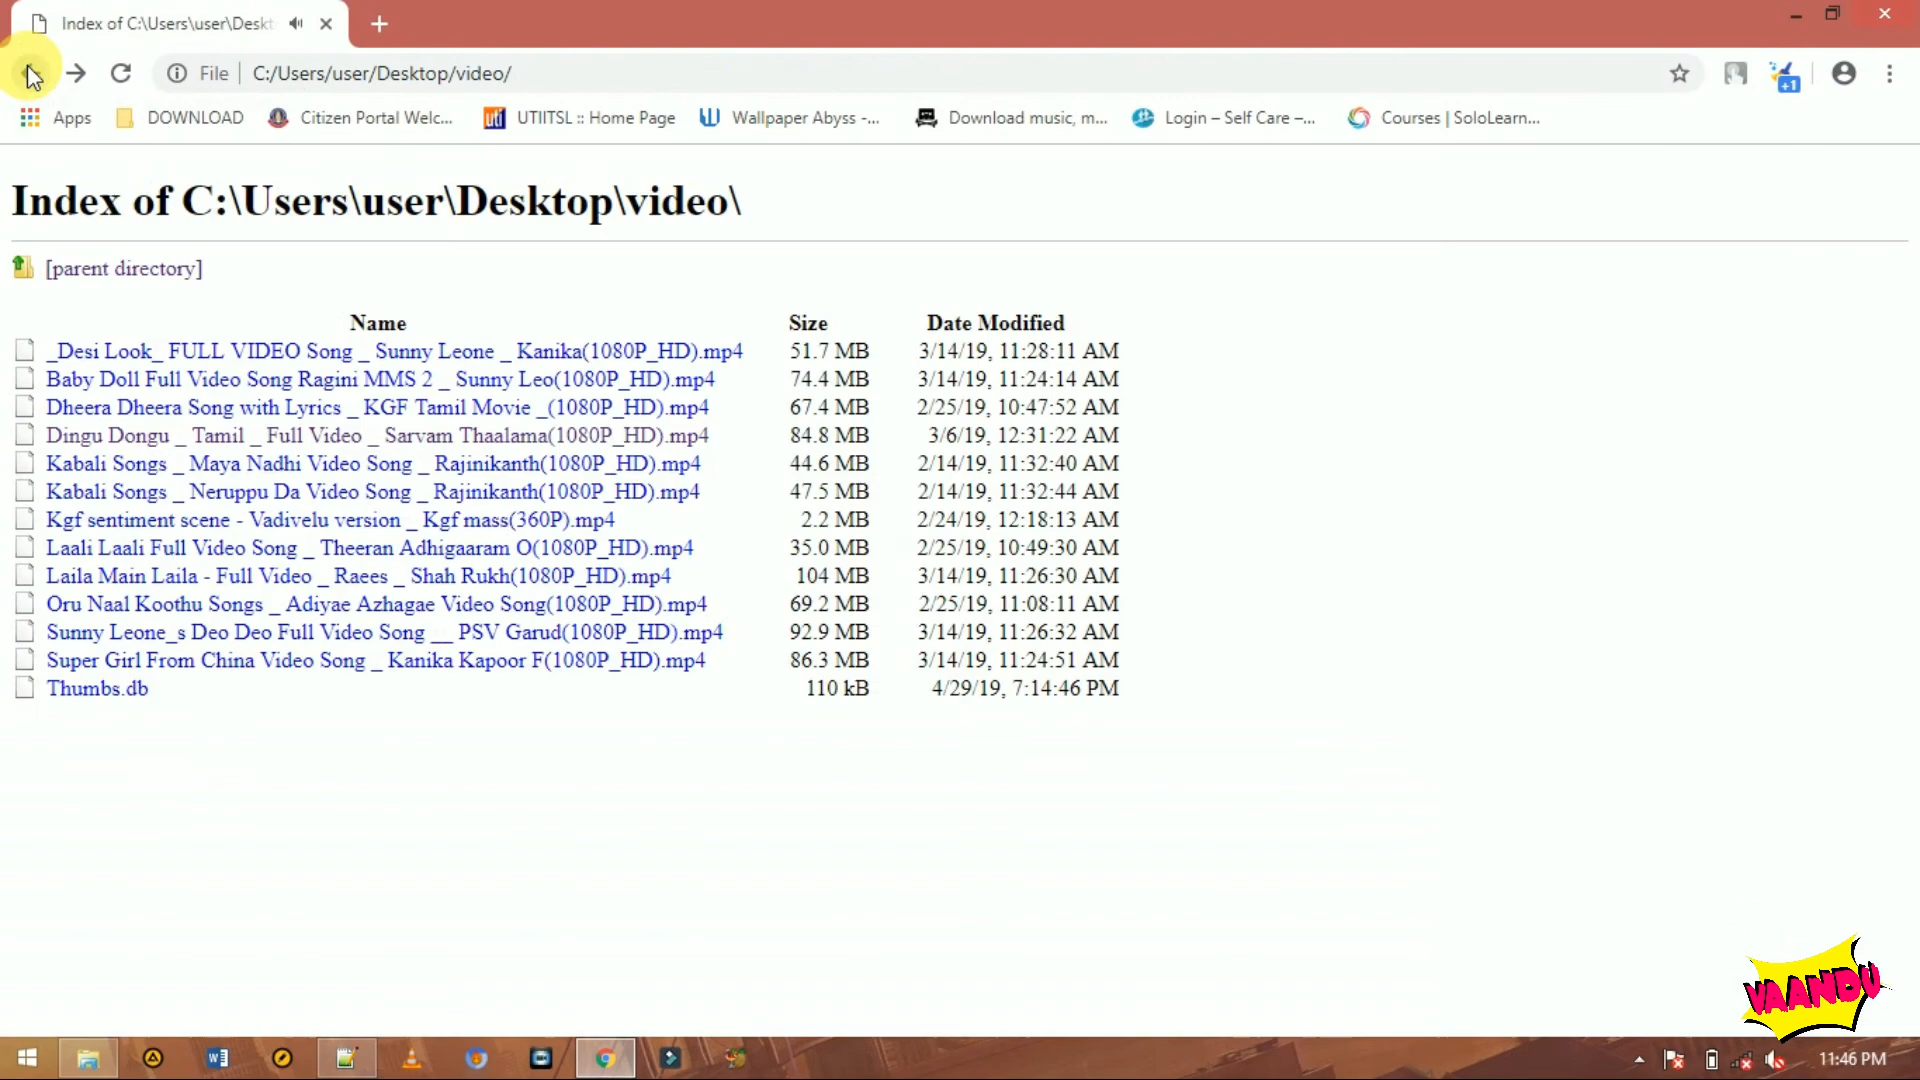 Index of C:\Users\user\Deskt
File C:/Users/user/Desktop/video/
+1
Apps DOWNLOAD Citizen Portal Welc... uti UTIITSL :: Home Page Wallpaper Abyss -... Download music, m... Login – Self Care –... Courses | SoloLearn...
Index of C:\Users\user\Desktop\video\
[parent directory]
Name Size Date Modified
_Desi Look_ FULL VIDEO Song _ Sunny Leone _ Kanika(1080P_HD).mp4 51.7 MB 3/14/19, 11:28:11 AM
Baby Doll Full Video Song Ragini MMS 2 _ Sunny Leo(1080P_HD).mp4 74.4 MB 3/14/19, 11:24:14 AM
Dheera Dheera Song with Lyrics _ KGF Tamil Movie _(1080P_HD).mp4 67.4 MB 2/25/19, 10:47:52 AM
Dingu Dongu _ Tamil _ Full Video _ Sarvam Thaalama(1080P_HD).mp4 84.8 MB 3/6/19, 12:31:22 AM
Kabali Songs _ Maya Nadhi Video Song _ Rajinikanth(1080P_HD).mp4 44.6 MB 2/14/19, 11:32:40 AM
Kabali Songs _ Neruppu Da Video Song _ Rajinikanth(1080P_HD).mp4 47.5 MB 2/14/19, 11:32:44 AM
Kgf sentiment scene - Vadivelu version _ Kgf mass(360P).mp4 2.2 MB 2/24/19, 12:18:13 AM
Laali Laali Full Video Song _ Theeran Adhigaaram O(1080P_HD).mp4 35.0 MB 2/25/19, 10:49:30 AM
Laila Main Laila - Full Video _ Raees _ Shah Rukh(1080P_HD).mp4 104 MB 3/14/19, 11:26:30 AM
Oru Naal Koothu Songs _ Adiyae Azhagae Video Song(1080P_HD).mp4 69.2 MB 2/25/19, 11:08:11 AM
Sunny Leone_s Deo Deo Full Video Song __ PSV Garud(1080P_HD).mp4 92.9 MB 3/14/19, 11:26:32 AM
Super Girl From China Video Song _ Kanika Kapoor F(1080P_HD).mp4 86.3 MB 3/14/19, 11:24:51 AM
Thumbs.db 110 kB 4/29/19, 7:14:46 PM
VAANDU
11:46 PM